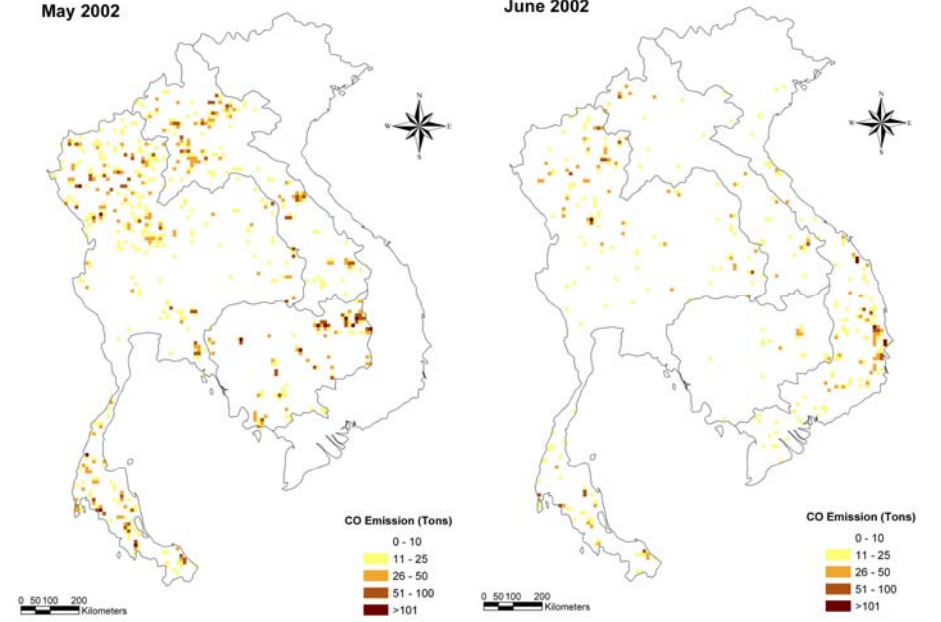 May 2002
N
W E
S
CO Emission (Tons)
0 - 10
11 - 25
26 - 50
51 - 100
>101
0 50 100 200
Kilometers
June 2002
N
W E
S
CO Emission (Tons)
0 - 10
11 - 25
26 - 50
51 - 100
>101
0 50 100 200
Kilometers